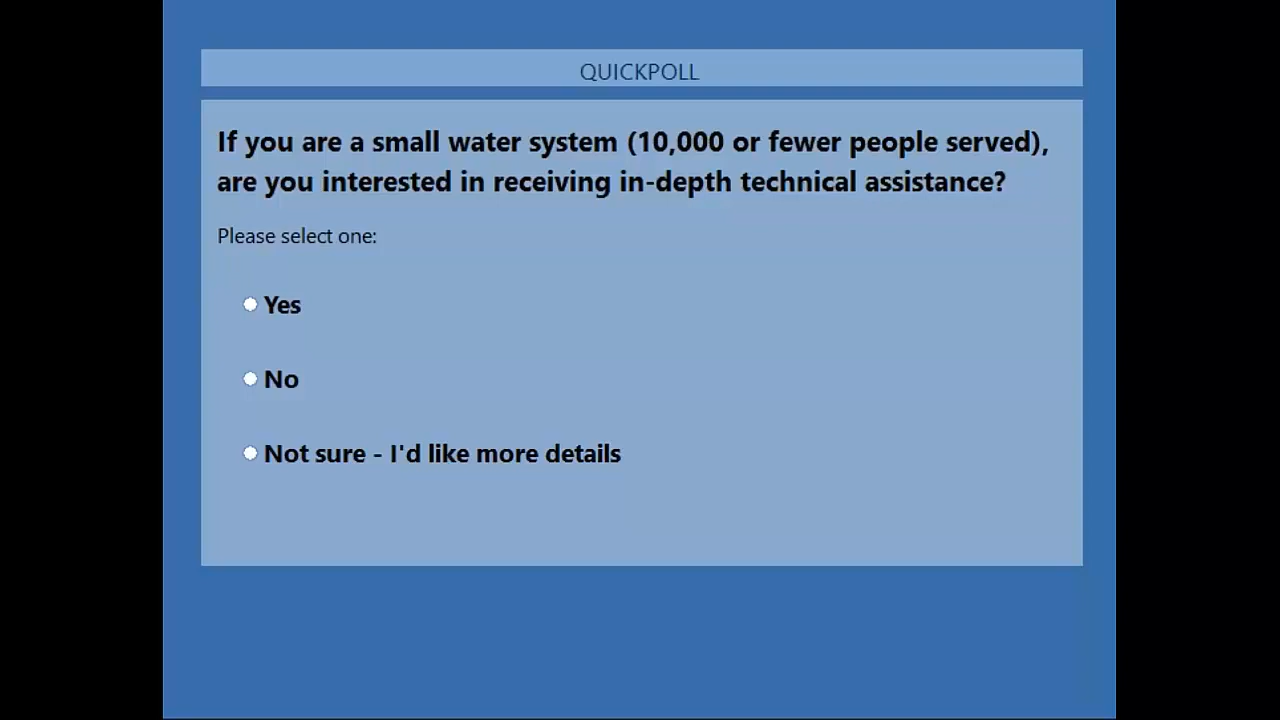 QUICKPOLL
If you are a small water system (10,000 or fewer people served),
are you interested in receiving in-depth technical assistance?
Please select one:
Yes
No
Not sure - I'd like more details